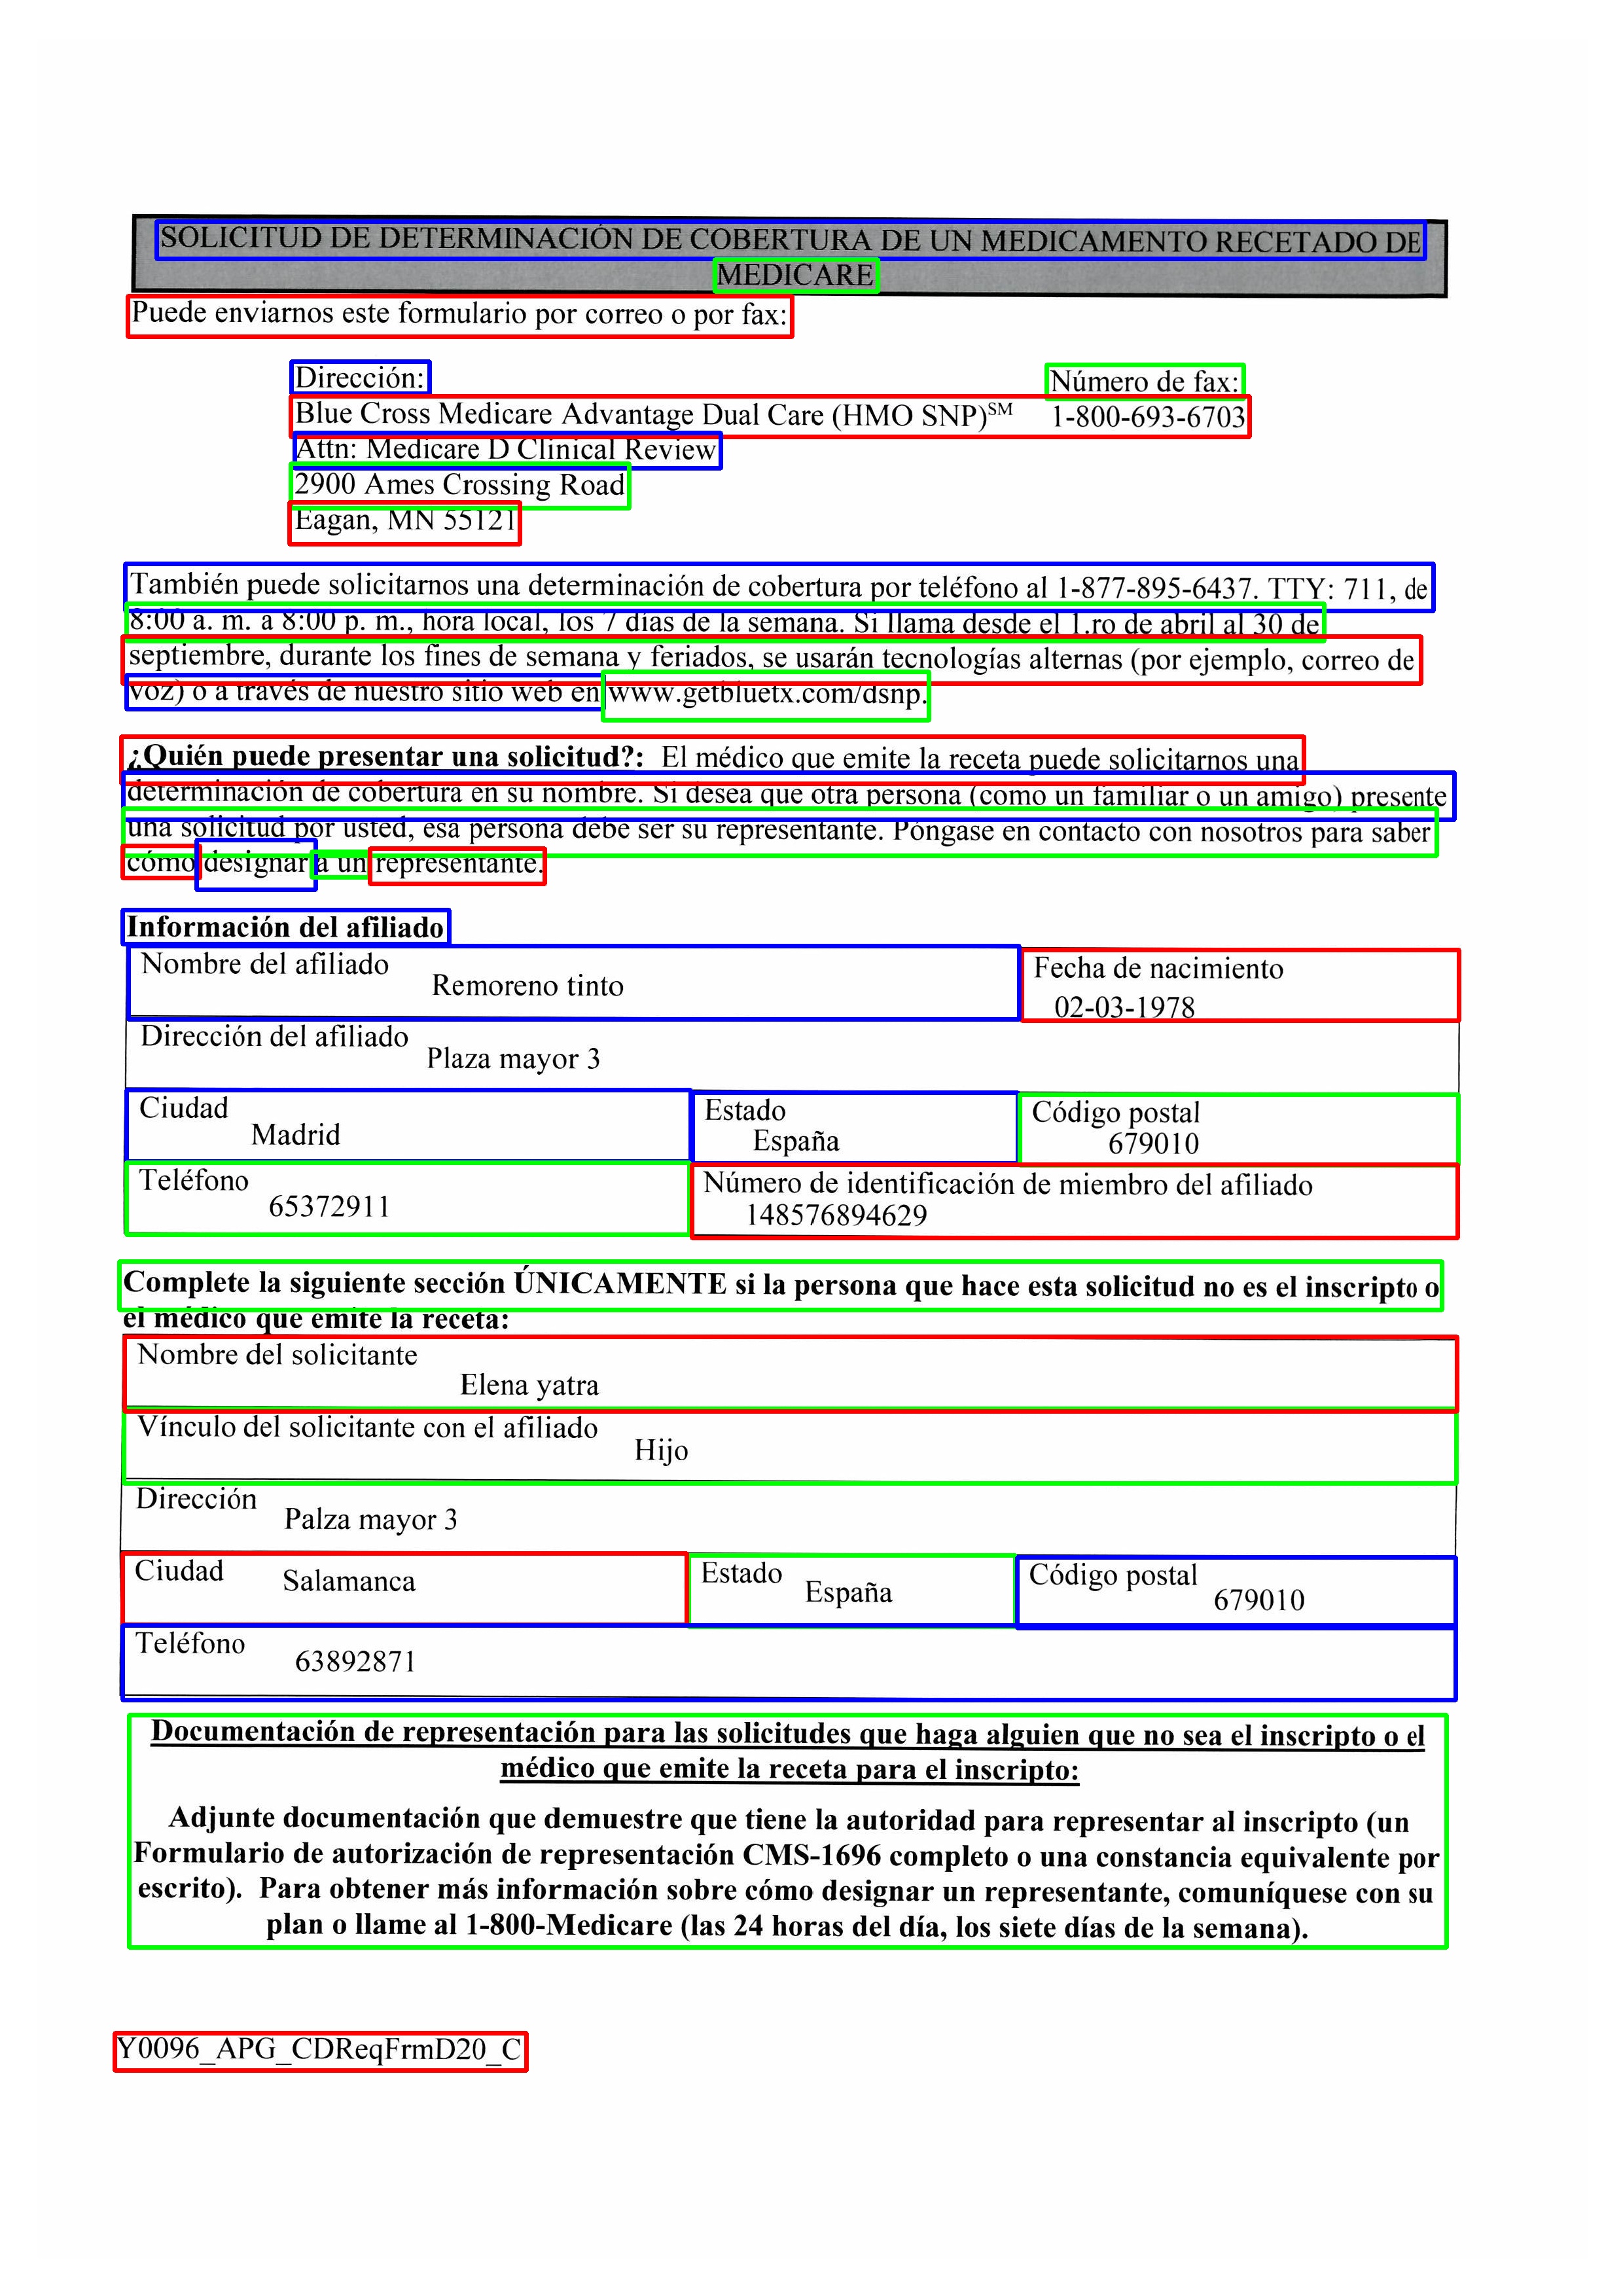 SOLICITUD DE DETERMINACIÓN DE COBERTURA DE UN MEDICAMENTO RECETADO DE
MEDICARE
Puede enviarnos este formulario por correo o por fax:
Dirección: Número de fax:
Blue Cross Medicare Advantage Dual Care (HMO SNP)SM 1-800-693-6703
Attn: Medicare D Clinical Review
2900 Ames Crossing Road
Eagan, MN 55121
También puede solicitarnos una determinación de cobertura por teléfono al 1-877-895-6437. TTY: 711, de
8:00 a. m. a 8:00 p. m., hora local, los 7 días de la semana. Si llama desde el 1.ro de abril al 30 de
septiembre, durante los fines de semana y feriados, se usarán tecnologías alternas (por ejemplo, correo de
voz) o a través de nuestro sitio web en www.getbluetx.com/dsnp.
¿Quién puede presentar una solicitud?: El médico que emite la receta puede solicitarnos una
determinación de cobertura en su nombre. Si desea que otra persona (como un familiar o un amigo) presente
una solicitud por usted, esa persona debe ser su representante. Póngase en contacto con nosotros para saber
cómo designar a un representante.
Información del afiliado
Nombre del afiliado Remoreno tinto Fecha de nacimiento
02-03-1978
Dirección del afiliado Plaza mayor 3
Ciudad Madrid Estado España Código postal 679010
Teléfono 65372911 Número de identificación de miembro del afiliado
148576894629
Complete la siguiente sección ÚNICAMENTE si la persona que hace esta solicitud no es el inscripto o
el médico que emite la receta:
Nombre del solicitante
Elena yatra
Vínculo del solicitante con el afiliado
Hijo
Dirección Palza mayor 3
Ciudad Salamanca Estado España Código postal 679010
Teléfono 63892871
Documentación de representación para las solicitudes que haga alguien que no sea el inscripto o el
médico que emite la receta para el inscripto:
Adjunte documentación que demuestre que tiene la autoridad para representar al inscripto (un
Formulario de autorización de representación CMS-1696 completo o una constancia equivalente por
escrito). Para obtener más información sobre cómo designar un representante, comuníquese con su
plan o llame al 1-800-Medicare (las 24 horas del día, los siete días de la semana).
Y0096_APG_CDReqFrmD20_C